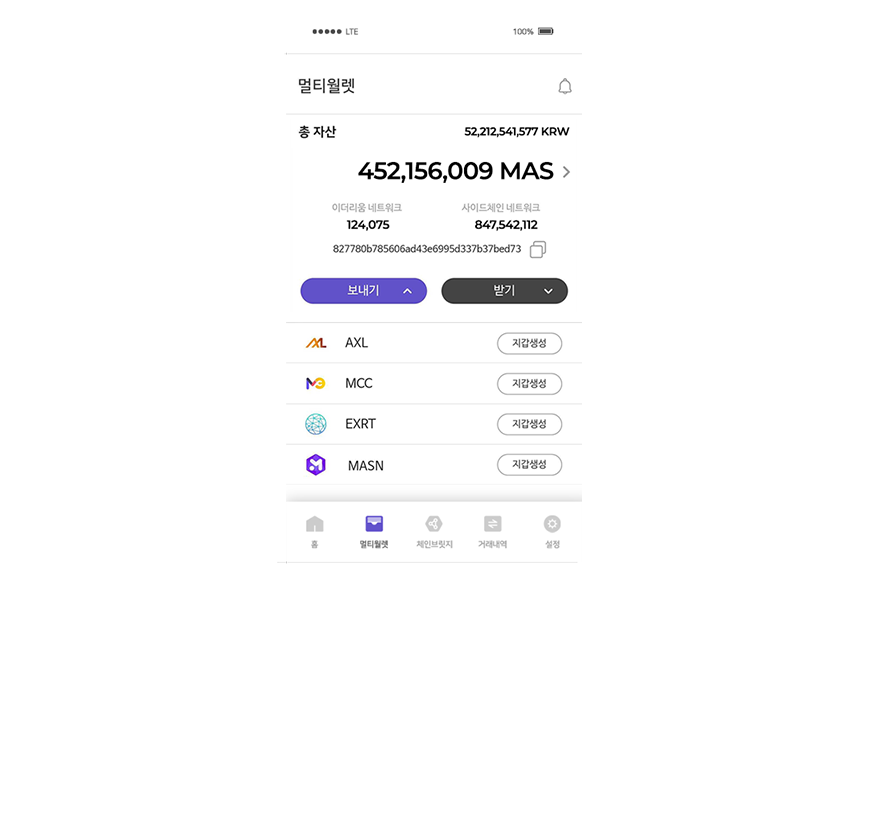 LTE 100%
멀티월렛
총 자산 52,212,541,577 KRW
452,156,009 MAS
이더리움 네트워크 사이드체인 네트워크
124,075 847,542,112
827780b785606ad43e6995d337b37bed73
보내기 받기
AXL 지갑생성
MCC 지갑생성
EXRT 지갑생성
MASN 지갑생성
홈 멀티월렛 체인브릿지 거래내역 설정